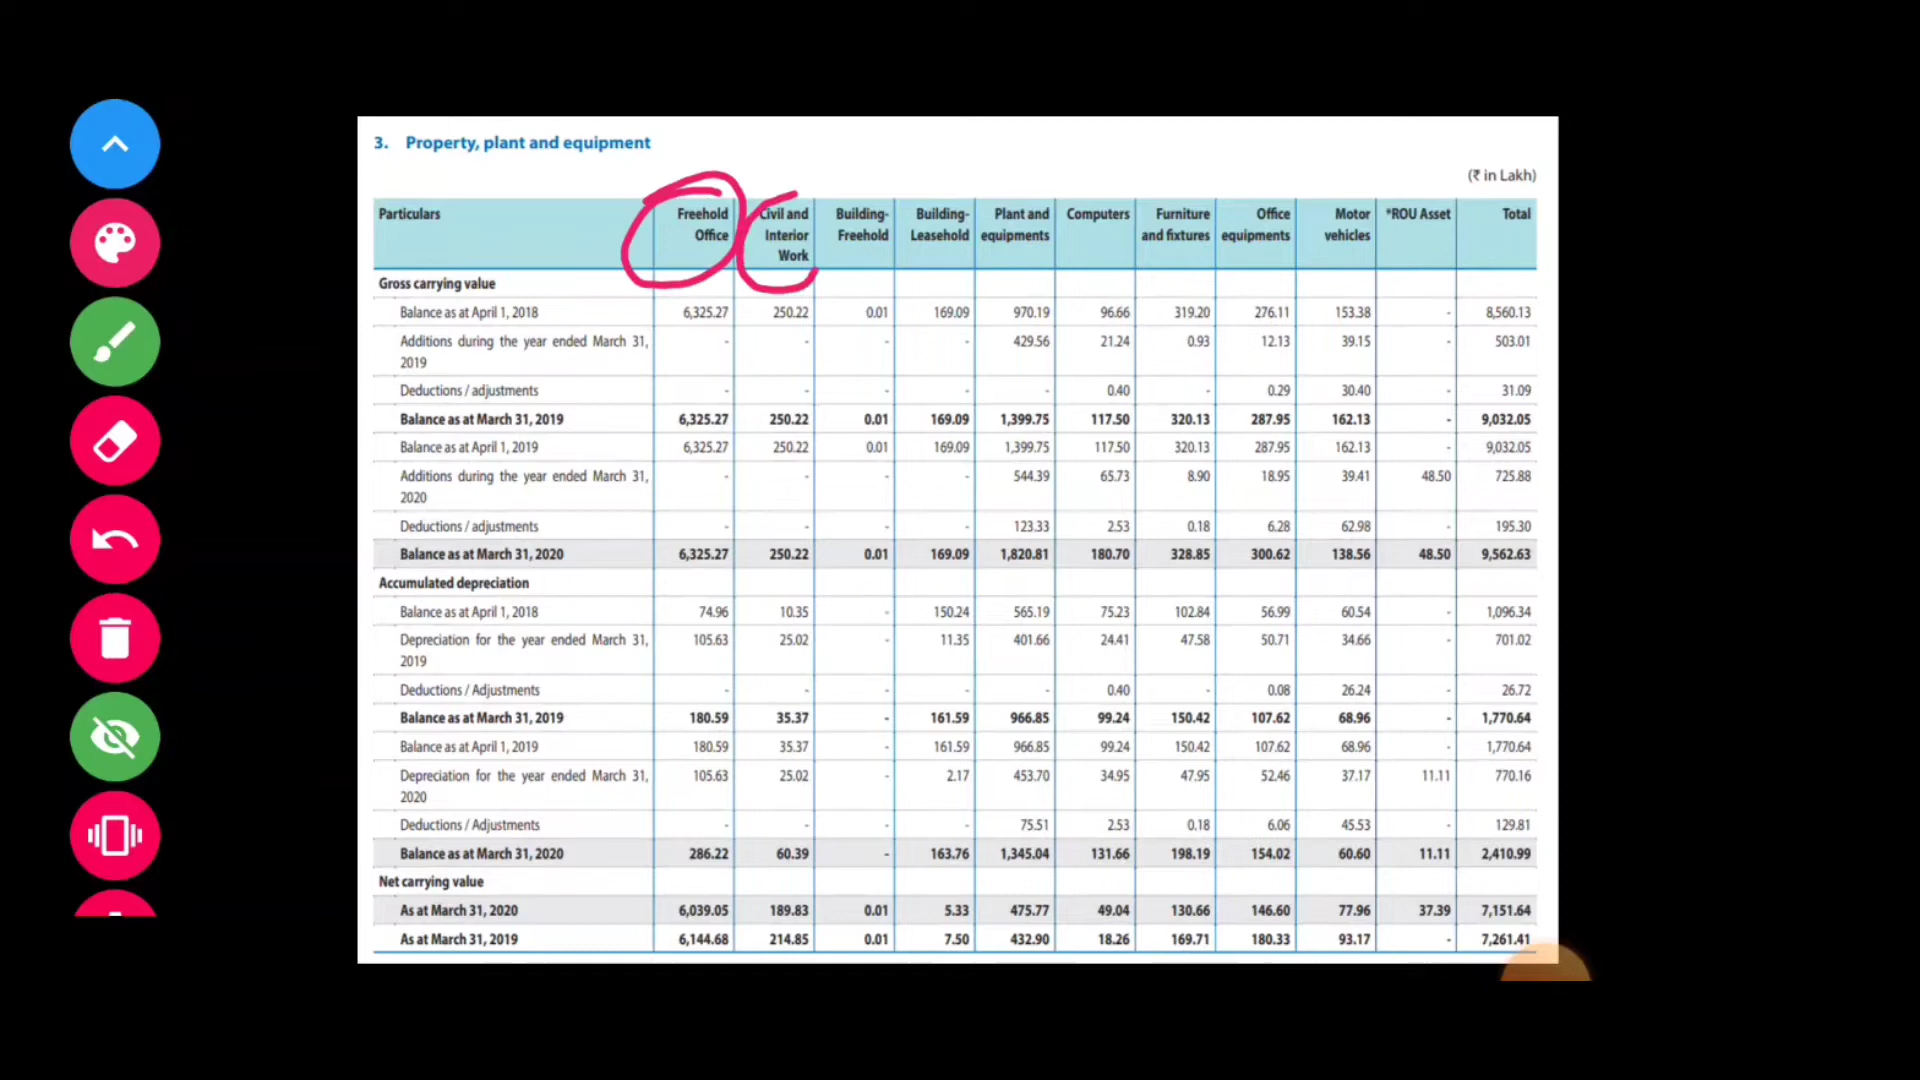 3. Property, plant and equipment
(₹ in Lakh)
Particulars Freehold Office Civil and Interior Work Building-Freehold Building-Leasehold Plant and equipments Computers Furniture and fixtures Office equipments Motor vehicles *ROU Asset Total
Gross carrying value
Balance as at April 1, 2018 6,325.27 250.22 0.01 169.09 970.19 96.66 319.20 276.11 153.38 - 8,560.13
Additions during the year ended March 31, 2019 - - - - 429.56 21.24 0.93 12.13 39.15 - 503.01
Deductions / adjustments - - - - - 0.40 - 0.29 30.40 - 31.09
Balance as at March 31, 2019 6,325.27 250.22 0.01 169.09 1,399.75 117.50 320.13 287.95 162.13 - 9,032.05
Balance as at April 1, 2019 6,325.27 250.22 0.01 169.09 1,399.75 117.50 320.13 287.95 162.13 - 9,032.05
Additions during the year ended March 31, 2020 - - - - 544.39 65.73 8.90 18.95 39.41 48.50 725.88
Deductions / adjustments - - - - 123.33 2.53 0.18 6.28 62.98 - 195.30
Balance as at March 31, 2020 6,325.27 250.22 0.01 169.09 1,820.81 180.70 328.85 300.62 138.56 48.50 9,562.63
Accumulated depreciation
Balance as at April 1, 2018 74.96 10.35 - 150.24 565.19 75.23 102.84 56.99 60.54 - 1,096.34
Depreciation for the year ended March 31, 2019 105.63 25.02 - 11.35 401.66 24.41 47.58 50.71 34.66 - 701.02
Deductions / Adjustments - - - - - 0.40 - 0.08 26.24 - 26.72
Balance as at March 31, 2019 180.59 35.37 - 161.59 966.85 99.24 150.42 107.62 68.96 - 1,770.64
Balance as at April 1, 2019 180.59 35.37 - 161.59 966.85 99.24 150.42 107.62 68.96 - 1,770.64
Depreciation for the year ended March 31, 2020 105.63 25.02 - 2.17 453.70 34.95 47.95 52.46 37.17 11.11 770.16
Deductions / Adjustments - - - - 75.51 2.53 0.18 6.06 45.53 - 129.81
Balance as at March 31, 2020 286.22 60.39 - 163.76 1,345.04 131.66 198.19 154.02 60.60 11.11 2,410.99
Net carrying value
As at March 31, 2020 6,039.05 189.83 0.01 5.33 475.77 49.04 130.66 146.60 77.96 37.39 7,151.64
As at March 31, 2019 6,144.68 214.85 0.01 7.50 432.90 18.26 169.71 180.33 93.17 - 7,261.41